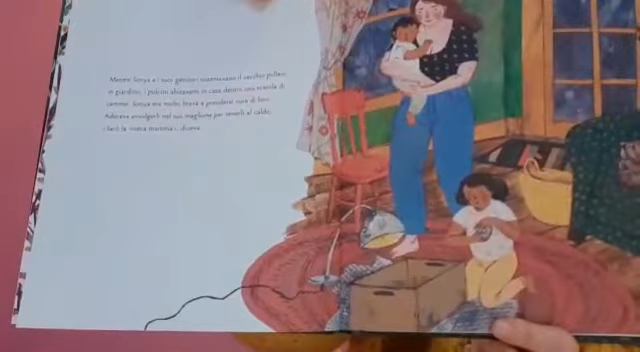 Mentre Sonya e i suoi genitori sistemavano il vecchio pollaio
in giardino, i pulcini abitavano in casa dentro una scatola di
cartone. Sonya era molto brava a prendersi cura di loro.
Adorava avvolgerli nel suo maglione per tenerli al caldo.
farò la vostra mamma», diceva.